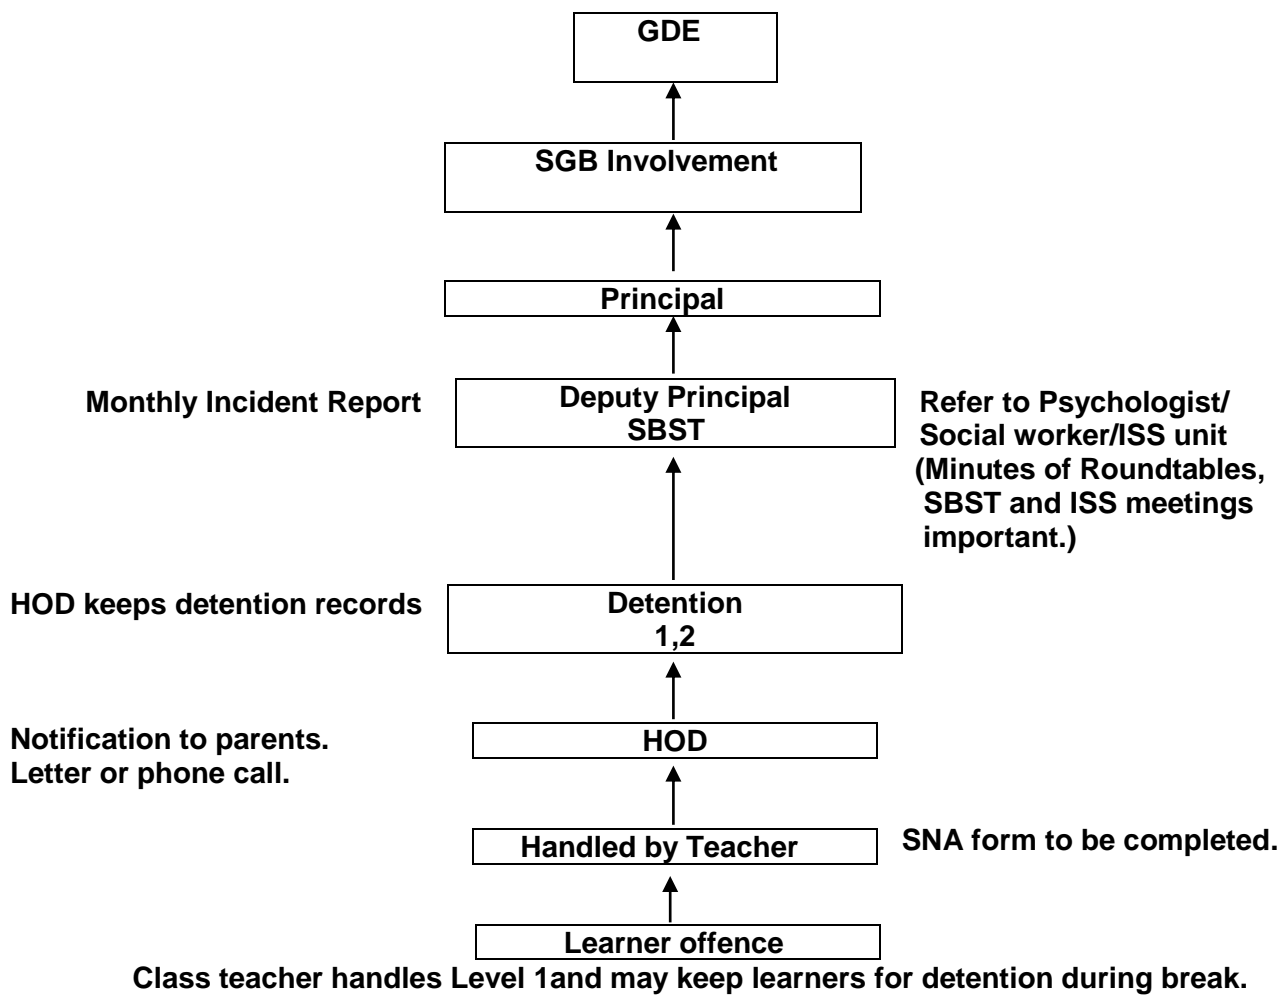 GDE
SGB Involvement
Principal
Monthly Incident Report
Deputy Principal
SBST
Refer to Psychologist/
Social worker/ISS unit
(Minutes of Roundtables,
SBST and ISS meetings
important.)
HOD keeps detention records
Detention
1,2
Notification to parents.
Letter or phone call.
HOD
Handled by Teacher
SNA form to be completed.
Learner offence
Class teacher handles Level 1and may keep learners for detention during break.